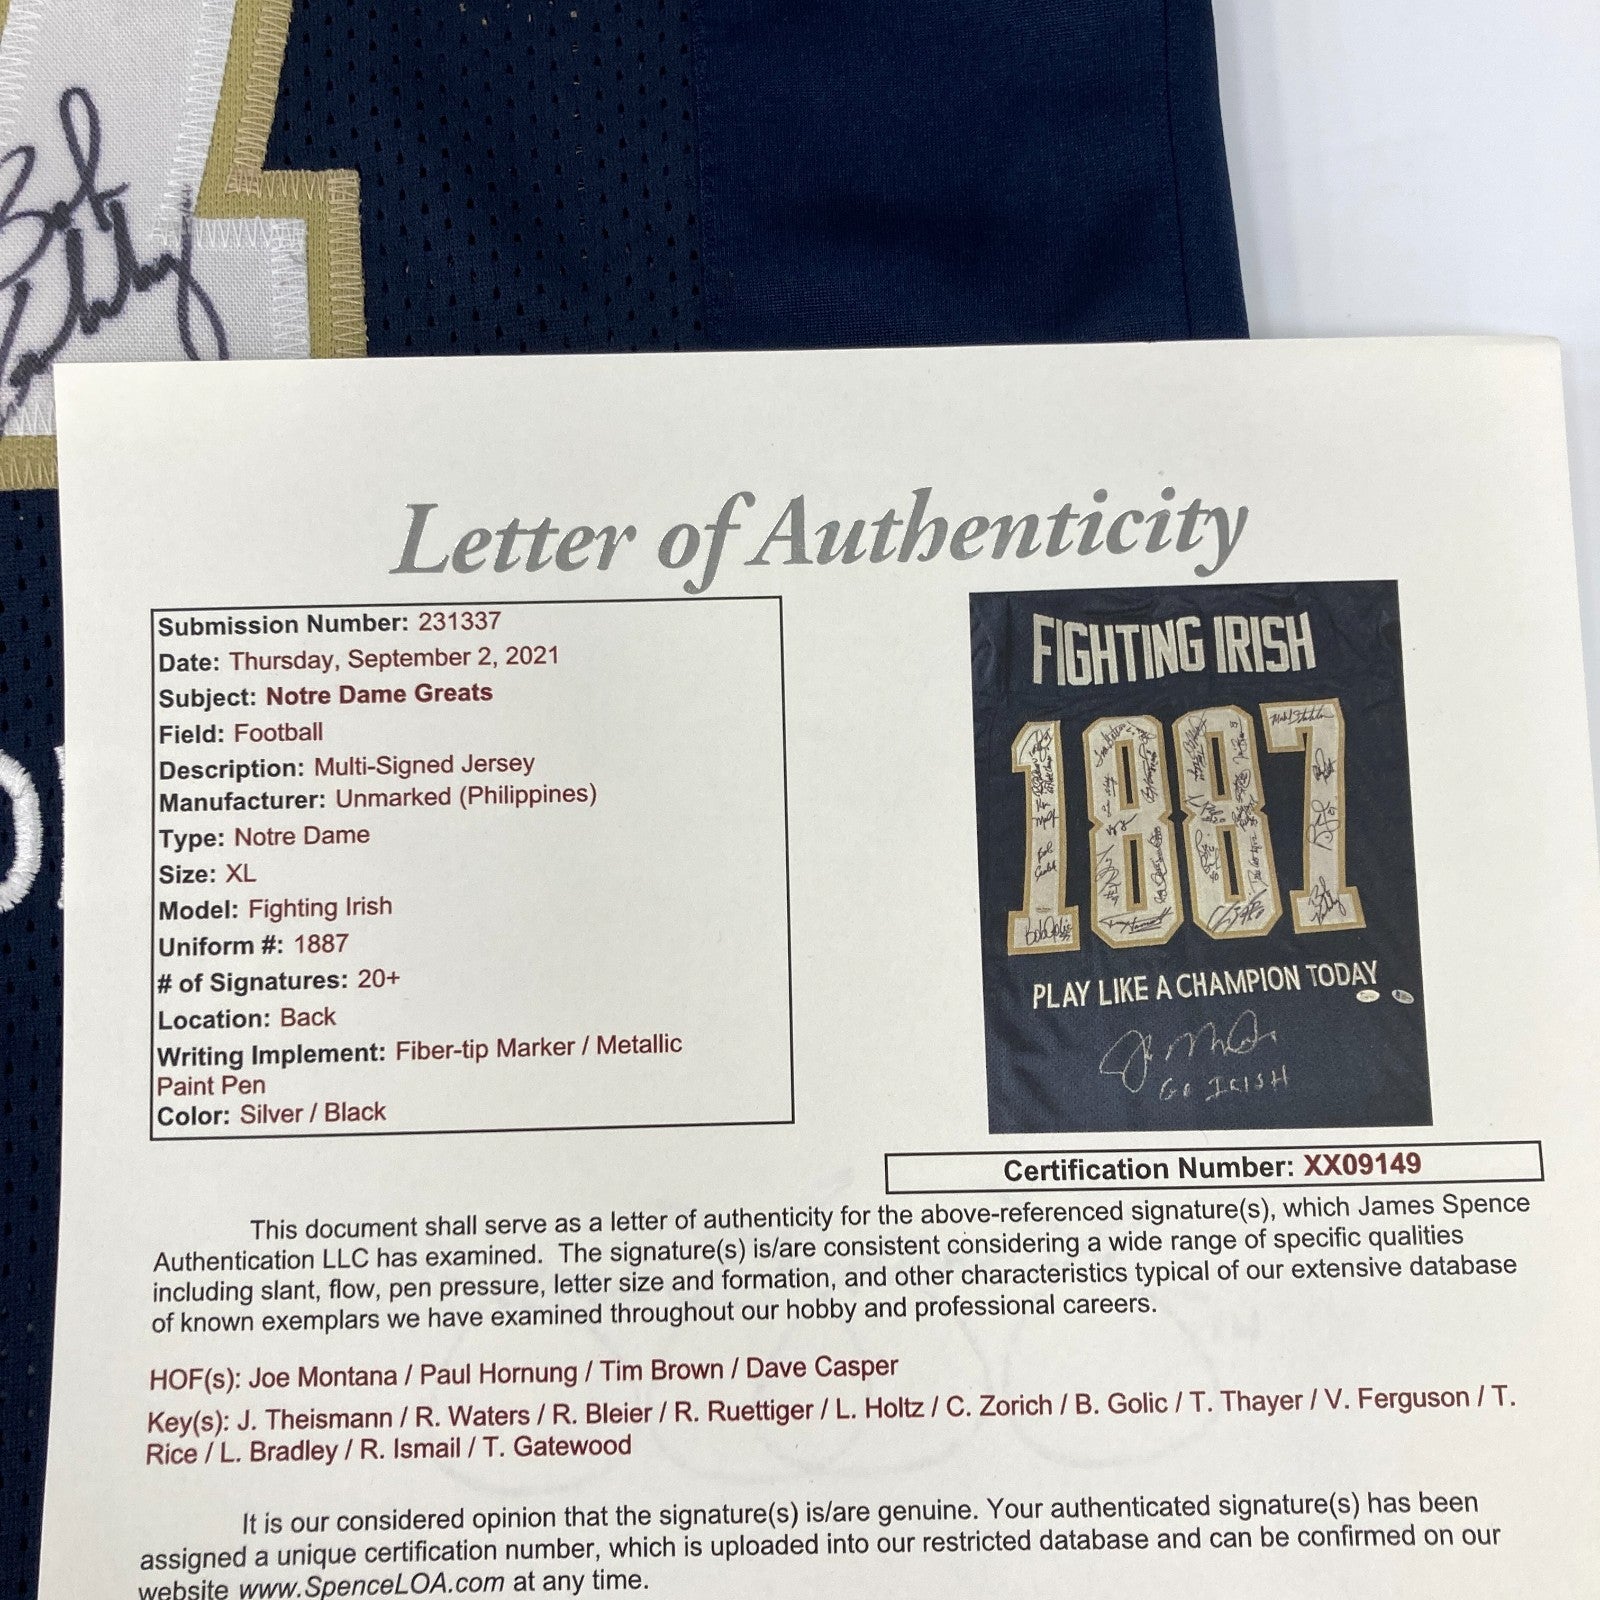 Bob
Letter of Authenticity
Submission Number: 231337
Date: Thursday, September 2, 2021
Subject: Notre Dame Greats
Field: Football
Description: Multi-Signed Jersey
Manufacturer: Unmarked (Philippines)
Type: Notre Dame
Size: XL
Model: Fighting Irish
Uniform #: 1887
# of Signatures: 20+
Location: Back
Writing Implement: Fiber-tip Marker / Metallic
Paint Pen
Color: Silver / Black
FIGHTING IRISH
1887
PLAY LIKE A CHAMPION TODAY
GO IRISH
Certification Number: XX09149
This document shall serve as a letter of authenticity for the above-referenced signature(s), which James Spence
Authentication LLC has examined. The signature(s) is/are consistent considering a wide range of specific qualities
including slant, flow, pen pressure, letter size and formation, and other characteristics typical of our extensive database
of known exemplars we have examined throughout our hobby and professional careers.
HOF(s): Joe Montana / Paul Hornung / Tim Brown / Dave Casper
Key(s): J. Theismann / R. Waters / R. Bleier / R. Ruettiger / L. Holtz / C. Zorich / B. Golic / T. Thayer / V. Ferguson / T.
Rice / L. Bradley / R. Ismail / T. Gatewood
It is our considered opinion that the signature(s) is/are genuine. Your authenticated signature(s) has been
assigned a unique certification number, which is uploaded into our restricted database and can be confirmed on our
website www.SpenceLOA.com at any time.